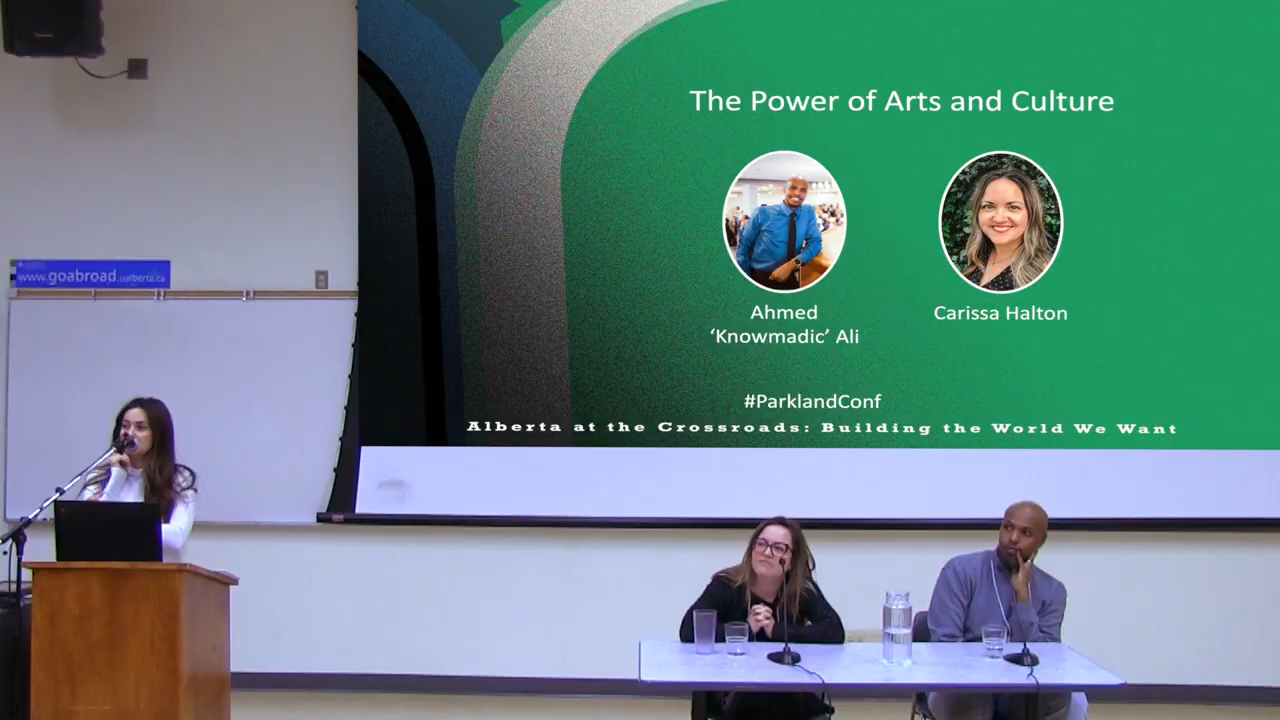 The Power of Arts and Culture
Ahmed
‘Knowmadic’ Ali
Carissa Halton
#ParklandConf
Alberta at the Crossroads: Building the World We Want
www.goabroad.ualberta.ca